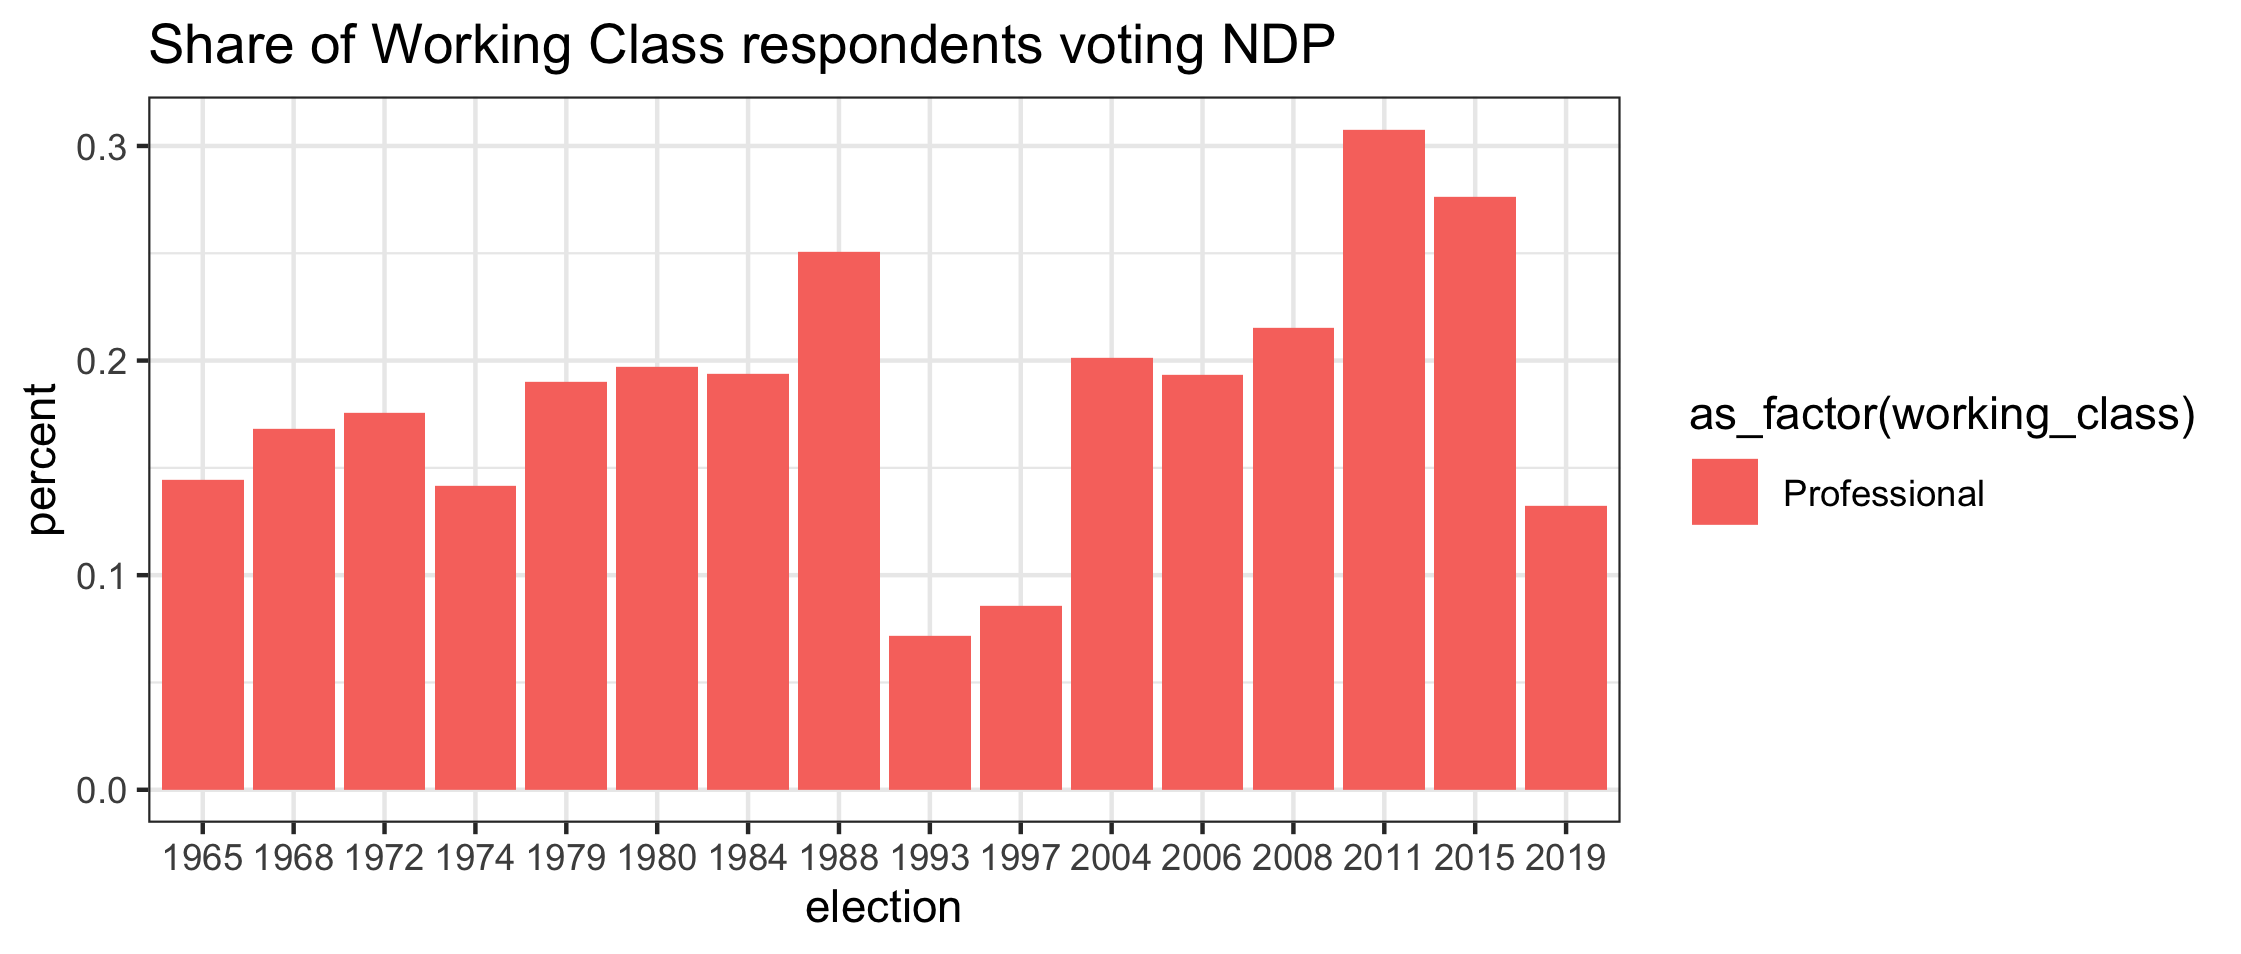 Share of Working Class respondents voting NDP
percent
0.3
0.2
0.1
0.0
1965 1968 1972 1974 1979 1980 1984 1988 1993 1997 2004 2006 2008 2011 2015 2019
election
as_factor(working_class)
Professional